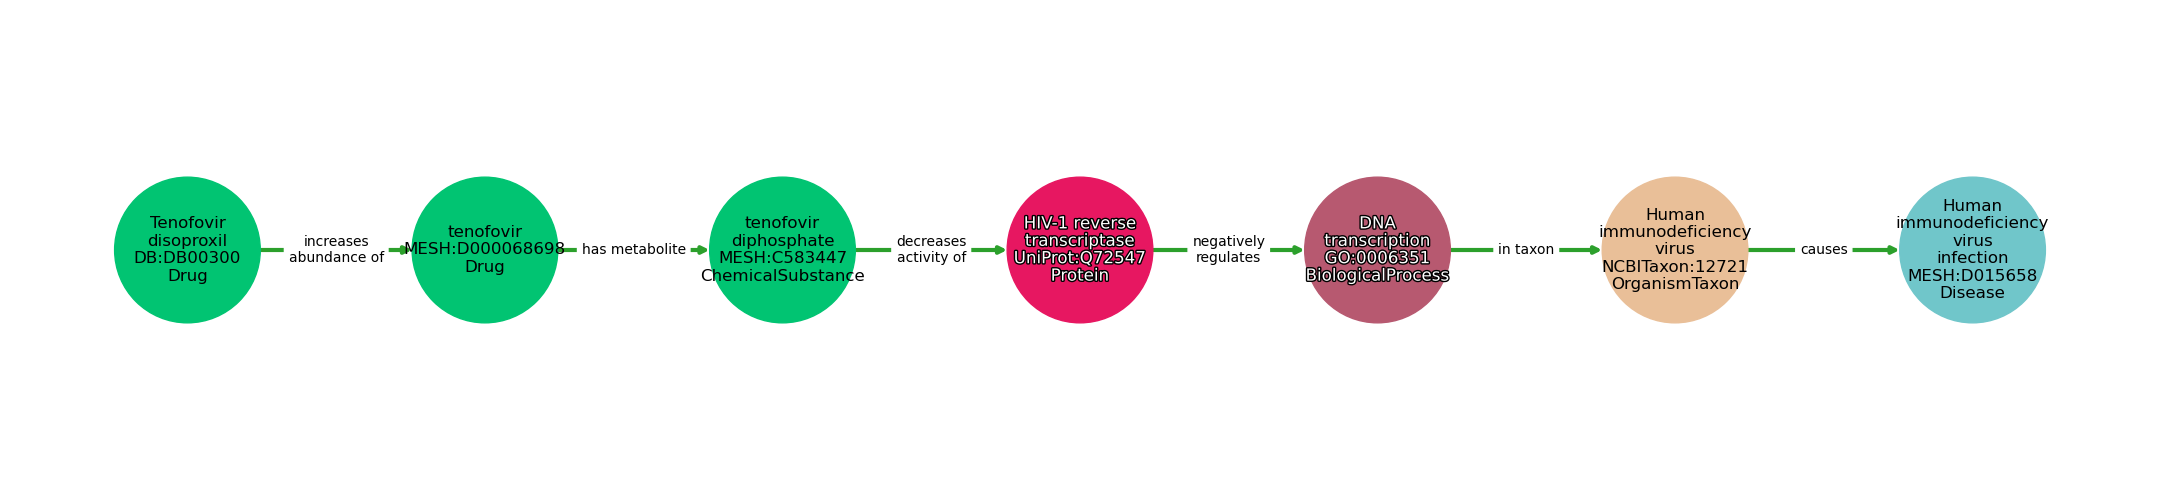 Tenofovir
disoproxil
DB:DB00300
Drug
increases
abundance of
tenofovir
MESH:D000068698
Drug
has metabolite
tenofovir
diphosphate
MESH:C583447
ChemicalSubstance
decreases
activity of
HIV-1 reverse
transcriptase
UniProt:Q72547
Protein
negatively
regulates
DNA
transcription
GO:0006351
BiologicalProcess
in taxon
Human
immunodeficiency
virus
NCBITaxon:12721
OrganismTaxon
causes
Human
immunodeficiency
virus
infection
MESH:D015658
Disease